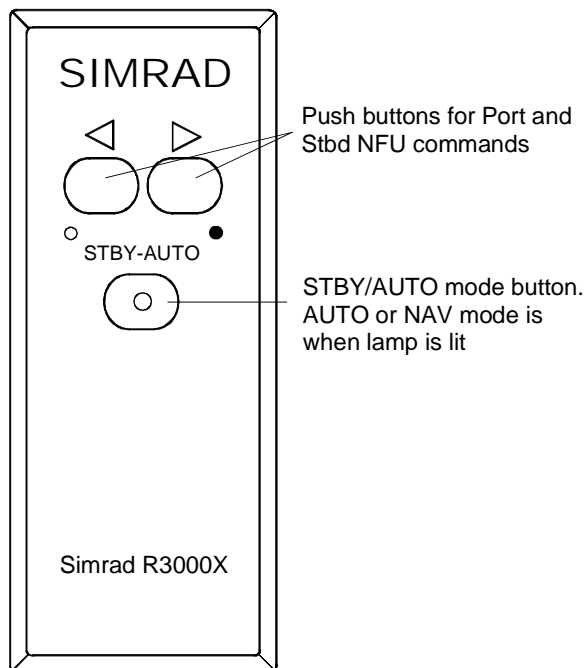 SIMRAD
Push buttons for Port and
Stbd NFU commands
STBY-AUTO
STBY/AUTO mode button.
AUTO or NAV mode is
when lamp is lit
Simrad R3000X